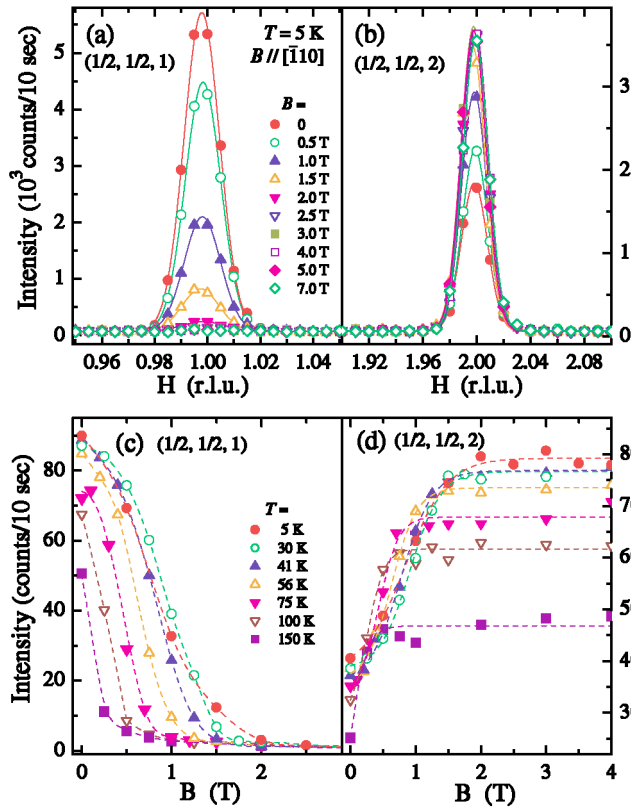 (a)
(1/2, 1/2, 1)
T = 5 K
B // [1̄10]
B =
0
0.5 T
1.0 T
1.5 T
2.0 T
2.5 T
3.0 T
4.0 T
5.0 T
7.0 T
Intensity (10³ counts/10 sec)
5
4
3
2
1
0
0.96 0.98 1.00 1.02 1.04
H (r.l.u.)
(b)
(1/2, 1/2, 2)
3
2
1
0
1.92 1.96 2.00 2.04 2.08
H (r.l.u.)
(c) (1/2, 1/2, 1)
T =
5 K
30 K
41 K
56 K
75 K
100 K
150 K
Intensity (counts/10 sec)
80
60
40
20
0
0 1 2
B (T)
(d) (1/2, 1/2, 2)
70
60
50
40
30
0 1 2 3 4
B (T)